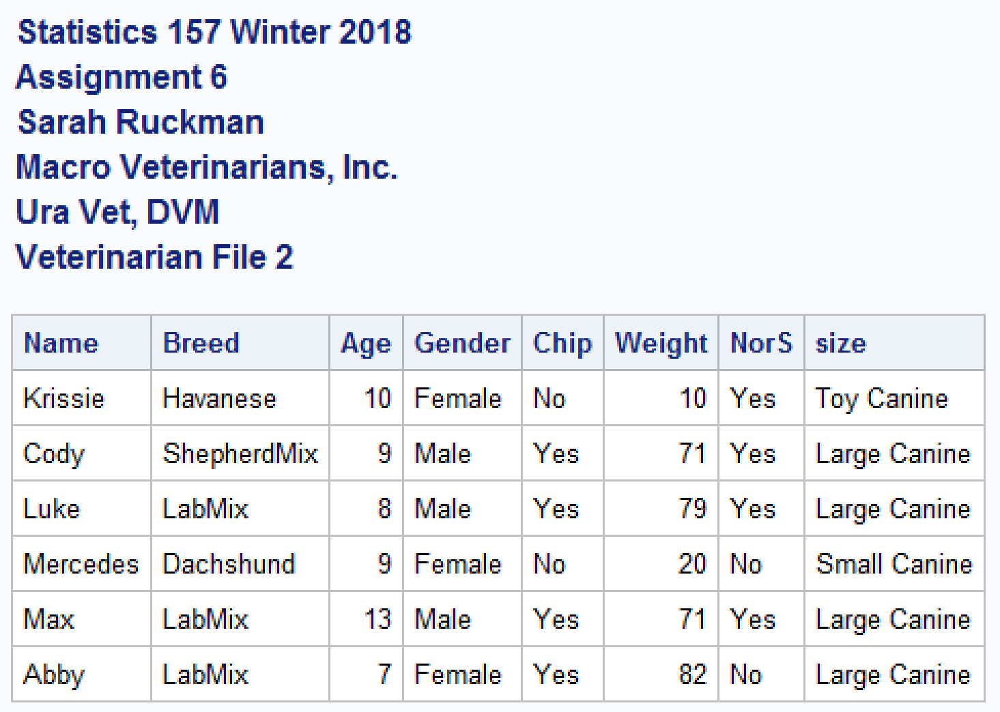 Statistics 157 Winter 2018
Assignment 6
Sarah Ruckman
Macro Veterinarians, Inc.
Ura Vet, DVM
Veterinarian File 2
Name Breed Age Gender Chip Weight NorS size
Krissie Havanese 10 Female No 10 Yes Toy Canine
Cody ShepherdMix 9 Male Yes 71 Yes Large Canine
Luke LabMix 8 Male Yes 79 Yes Large Canine
Mercedes Dachshund 9 Female No 20 No Small Canine
Max LabMix 13 Male Yes 71 Yes Large Canine
Abby LabMix 7 Female Yes 82 No Large Canine